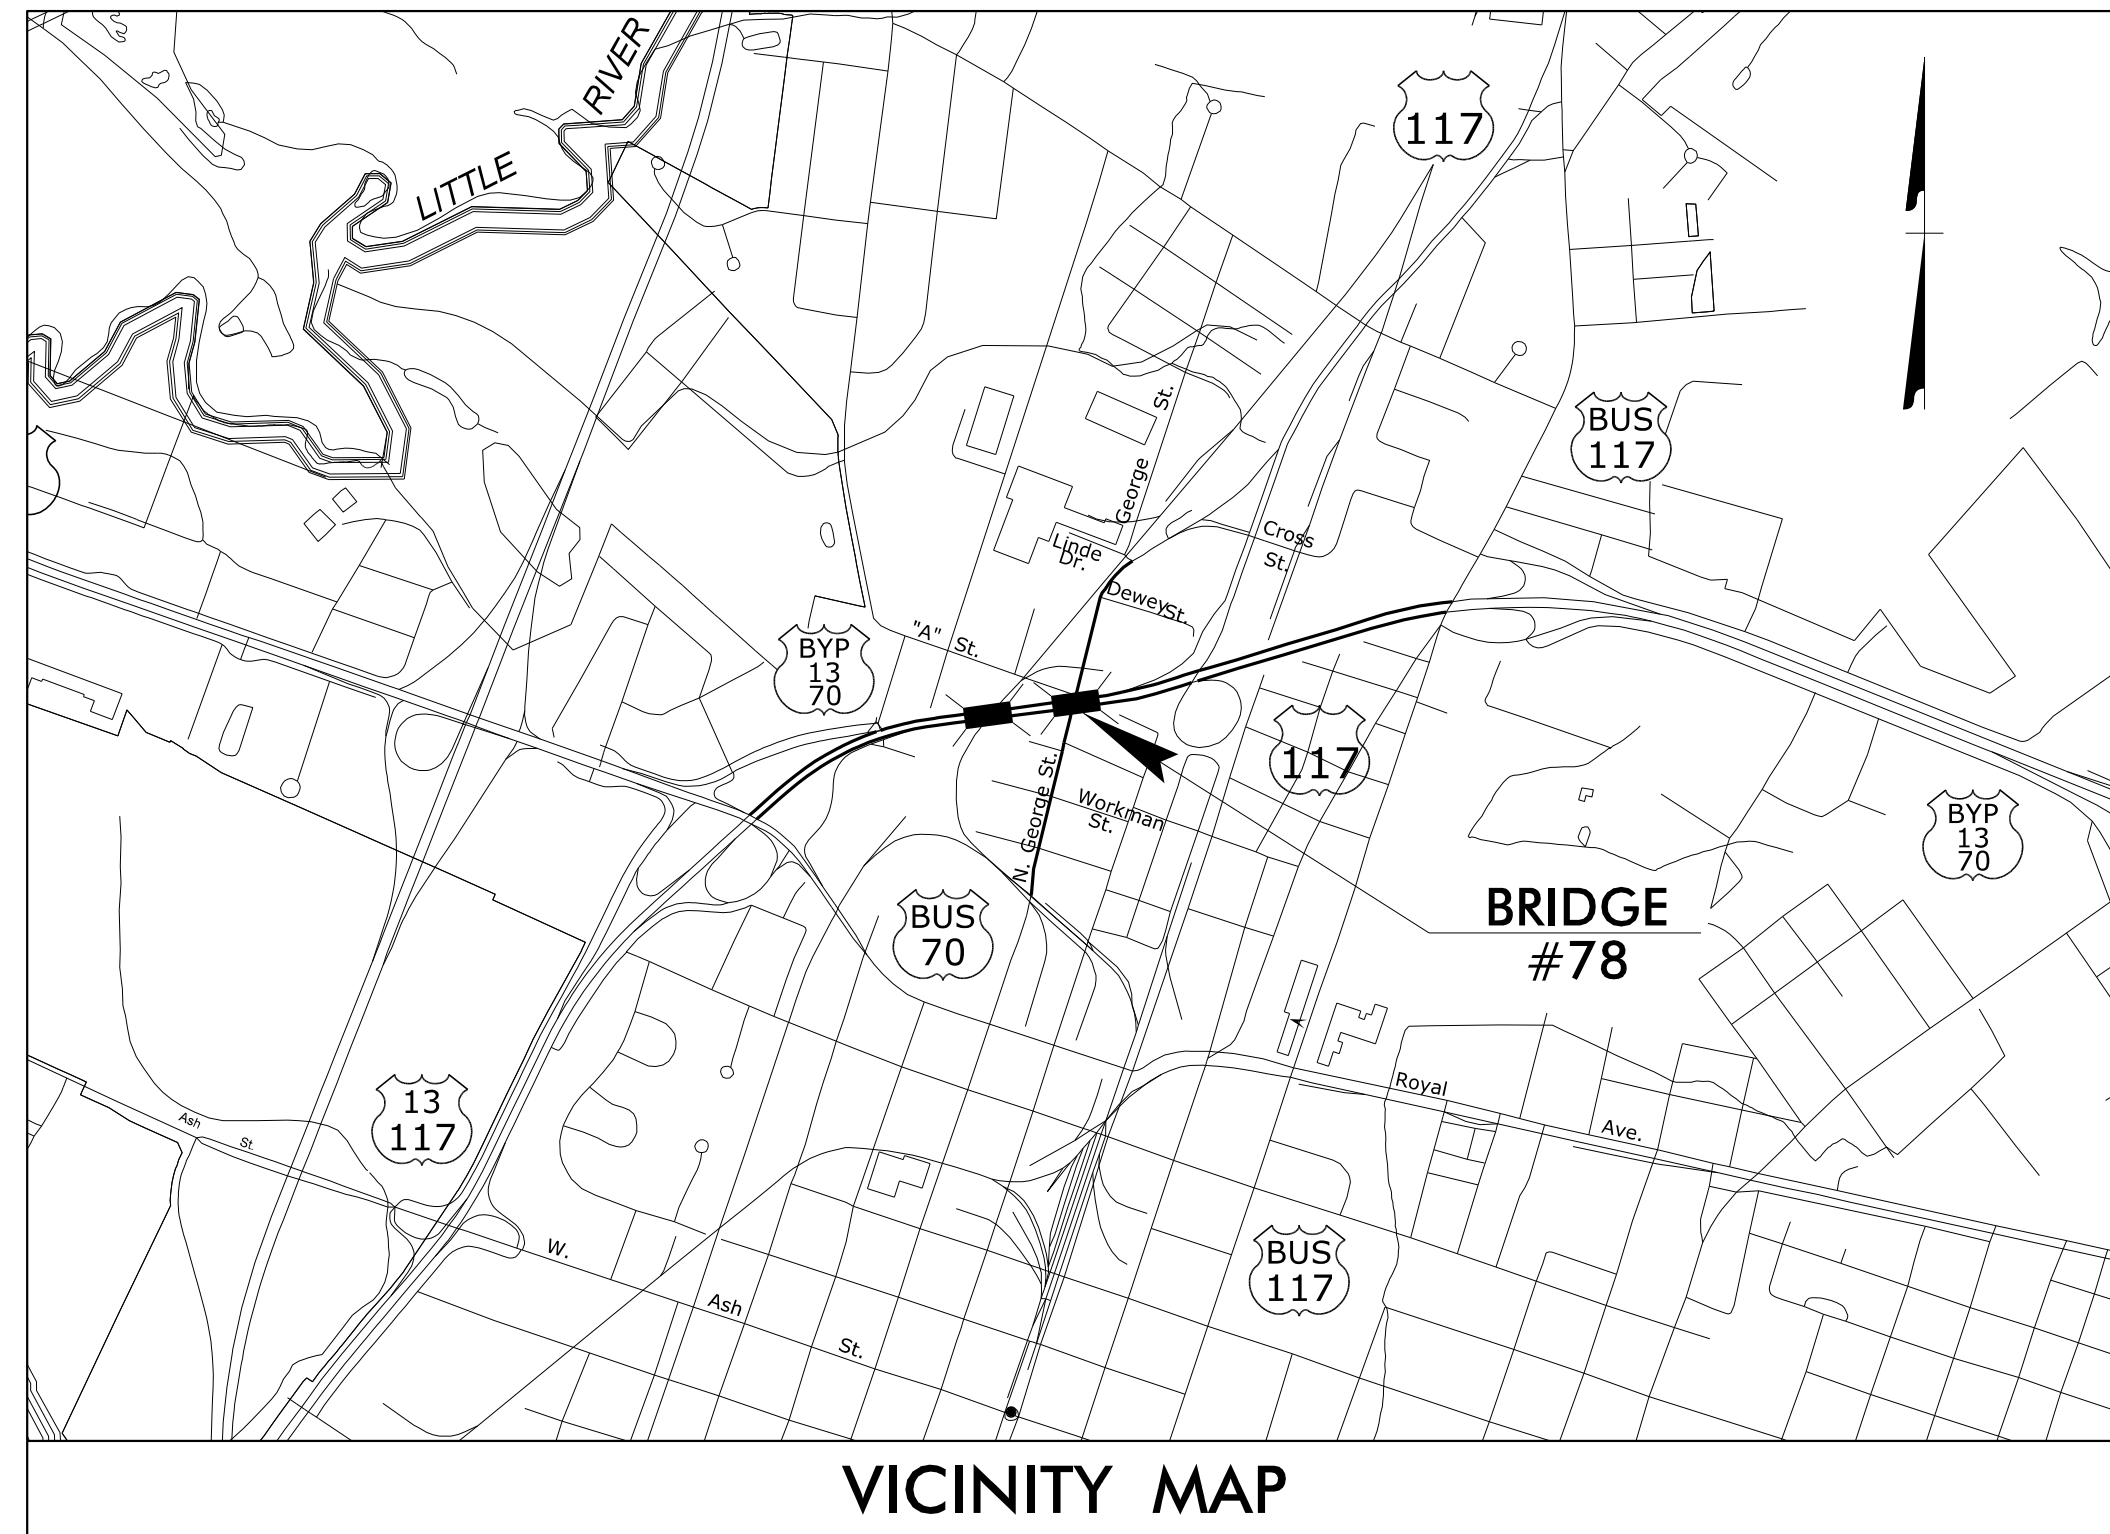 RIVER
LITTLE
117
BUS
117
St.
George
Cross
St.
Linde
Dr.
Dewey St.
"A" St.
BYP
13
70
117
N. George St.
Workman
St.
BYP
13
70
BRIDGE
#78
BUS
70
13
117
Royal
Ave.
Ash
St.
W.
Ash
St.
BUS
117
VICINITY MAP